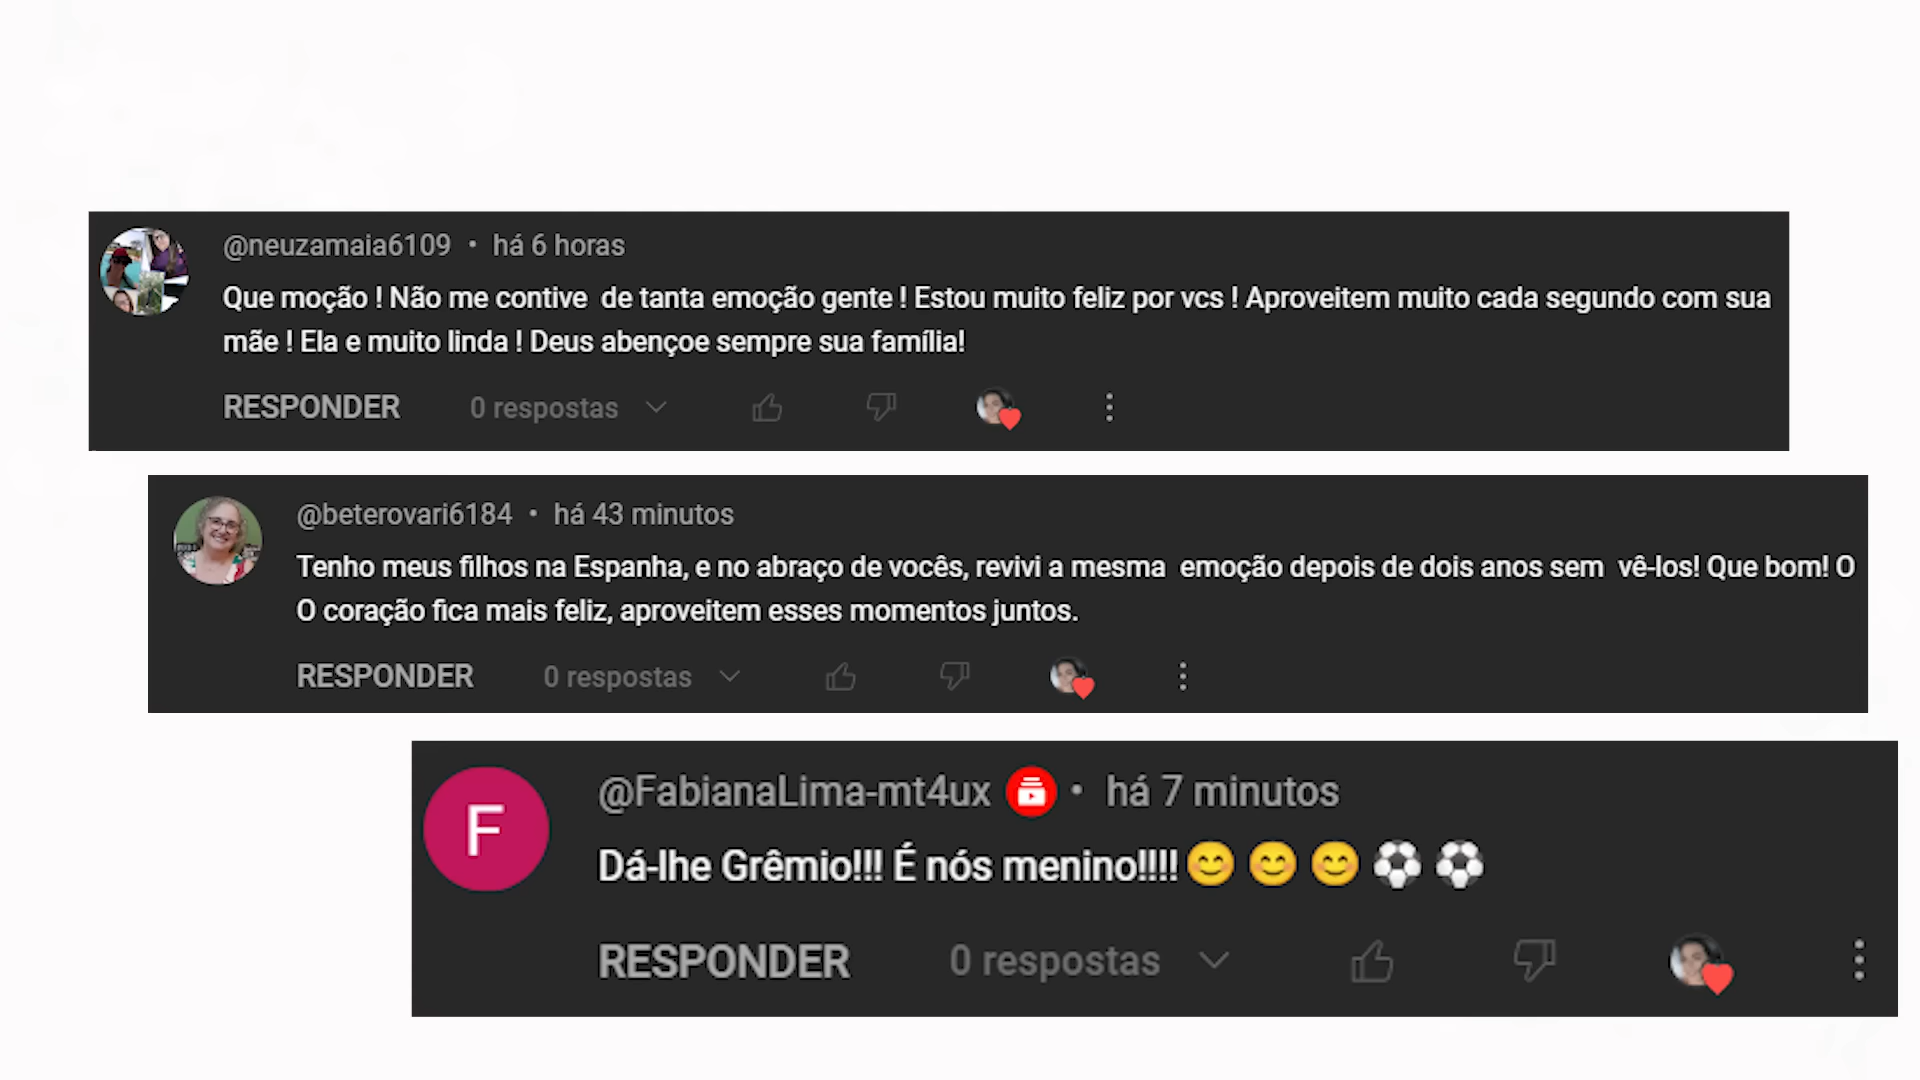 @neuzamaia6109 • há 6 horas
Que moção ! Não me contive de tanta emoção gente ! Estou muito feliz por vcs ! Aproveitem muito cada segundo com sua
mãe ! Ela e muito linda ! Deus abençoe sempre sua família!
RESPONDER 0 respostas
@beterovari6184 • há 43 minutos
Tenho meus filhos na Espanha, e no abraço de vocês, revivi a mesma emoção depois de dois anos sem vê-los! Que bom! O
O coração fica mais feliz, aproveitem esses momentos juntos.
RESPONDER 0 respostas
F
@FabianaLima-mt4ux • há 7 minutos
Dá-lhe Grêmio!!! É nós menino!!!!😊😊😊⚽⚽
RESPONDER 0 respostas